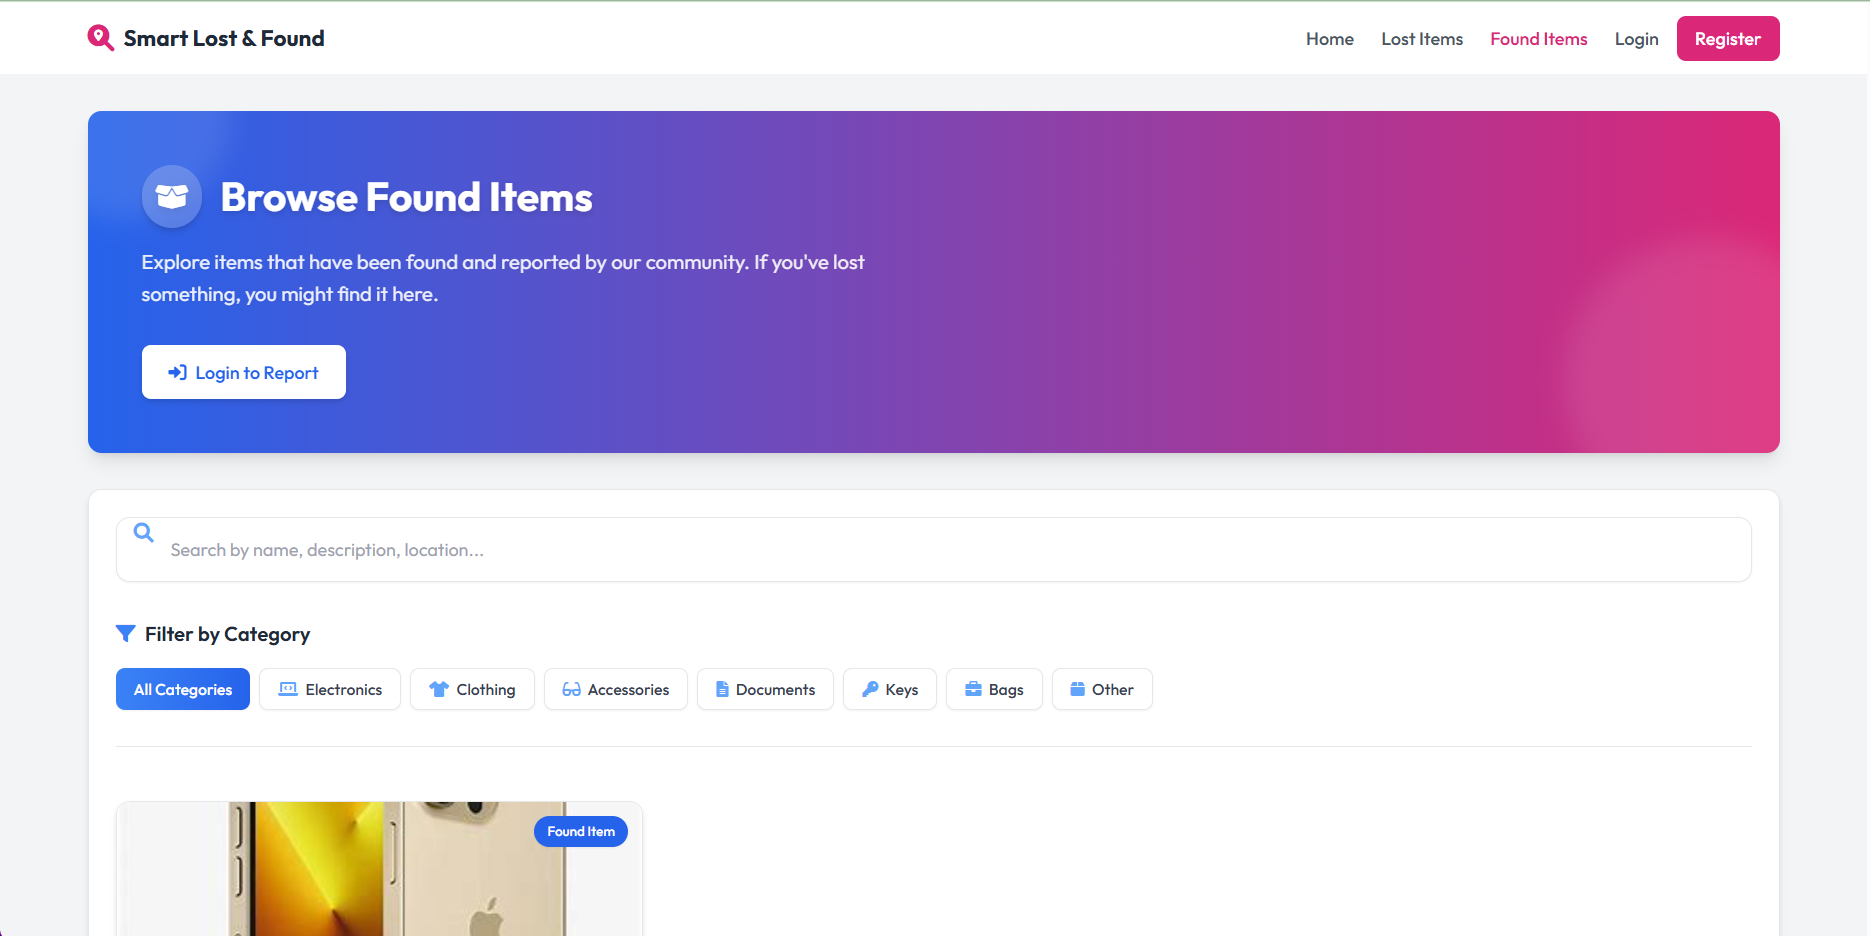 Smart Lost & Found
Home
Lost Items
Found Items
Login
Register
Browse Found Items
Explore items that have been found and reported by our community. If you've lost
something, you might find it here.
Login to Report
Search by name, description, location...
Filter by Category
All Categories
Electronics
Clothing
Accessories
Documents
Keys
Bags
Other
Found Item